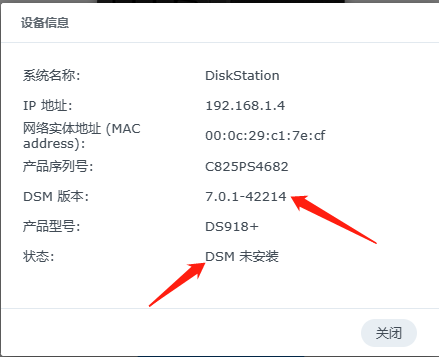 设备信息
系统名称: DiskStation
IP 地址: 192.168.1.4
网络实体地址 (MAC address): 00:0c:29:c1:7e:cf
产品序列号: C825PS4682
DSM 版本: 7.0.1-42214
产品型号: DS918+
状态: DSM 未安装
关闭